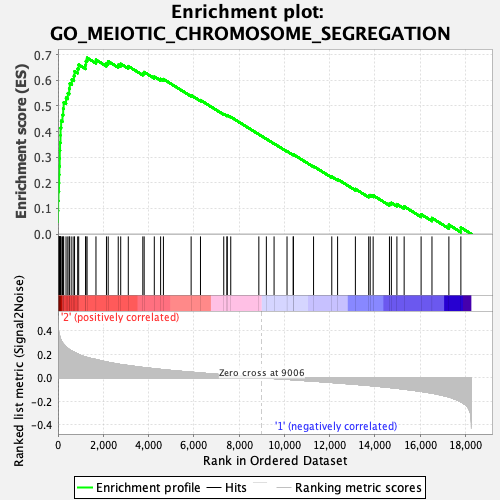 Enrichment plot:
GO_MEIOTIC_CHROMOSOME_SEGREGATION
Enrichment score (ES)
0.7
0.6
0.5
0.4
0.3
0.2
0.1
0.0
'2' (positively correlated)
Ranked list metric (Signal2Noise)
0.4
0.2
0.0
-0.2
-0.4
Zero cross at 9006
'1' (negatively correlated)
0 2,000 4,000 6,000 8,000 10,000 12,000 14,000 16,000 18,000
Rank in Ordered Dataset
Enrichment profile Hits Ranking metric scores